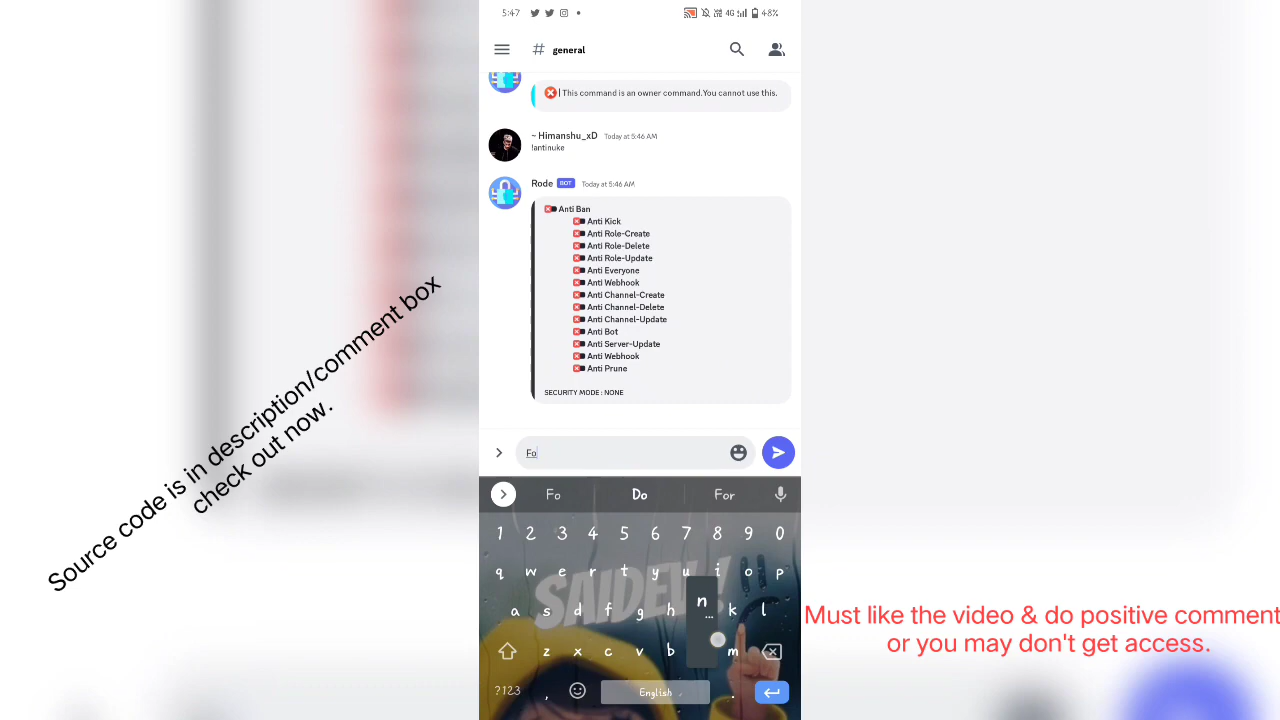 5:47
4G
48%
# general
This command is an owner command.You cannot use this.
~ Himanshu_xD Today at 5:46 AM
!antinuke
Rode BOT Today at 5:46 AM
Anti Ban
Anti Kick
Anti Role-Create
Anti Role-Delete
Anti Role-Update
Anti Everyone
Anti Webhook
Anti Channel-Create
Anti Channel-Delete
Anti Channel-Update
Anti Bot
Anti Server-Update
Anti Webhook
Anti Prune
SECURITY MODE : NONE
Fo
Fo Do For
1 2 3 4 5 6 7 8 9 0
q w e r t y u i o p
SAIDEV !
a s d f g h n k l
z x c v b m
?123 , English .
Source code is in description/comment box
check out now.
Must like the video & do positive comment
or you may don't get access.